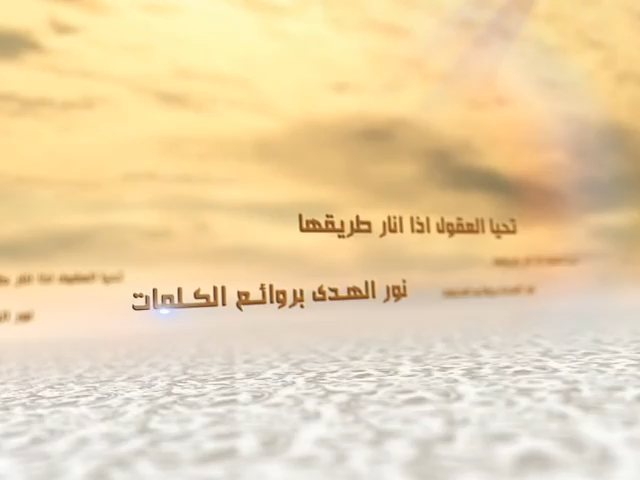 تحيا العقول اذا انار طريقها
نور الهدى بروائع الكلمات